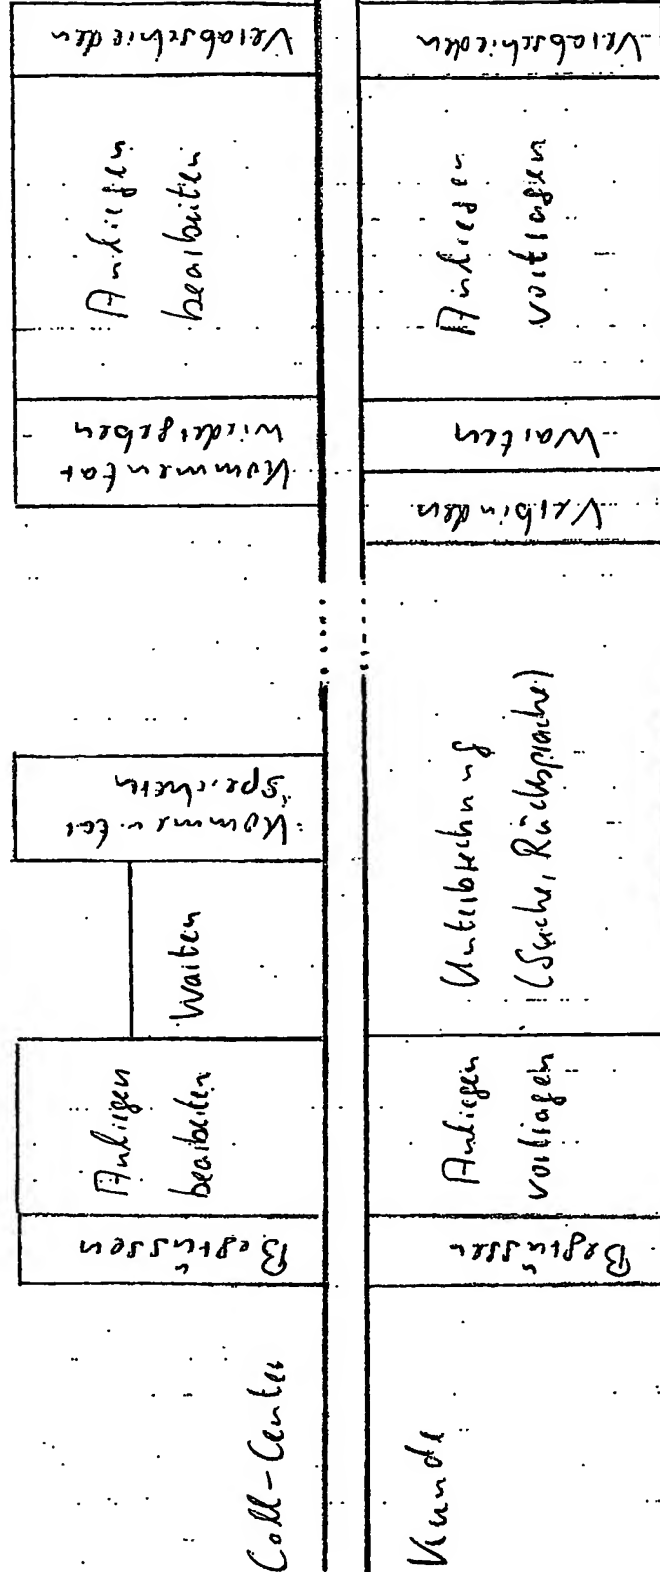 Call-Center
Begrüssen
Anliegen
bearbeiten
Warten
Kommentar
speichern
Kommentar
wiedergeben
Anliegen
bearbeiten
Verabschieden
Kunde
Begrüssen
Anliegen
vortragen
Unterbrechnung
(Suche, Rücksprache)
Verbinden
Warten
Anliegen
vortragen
Verabschieden